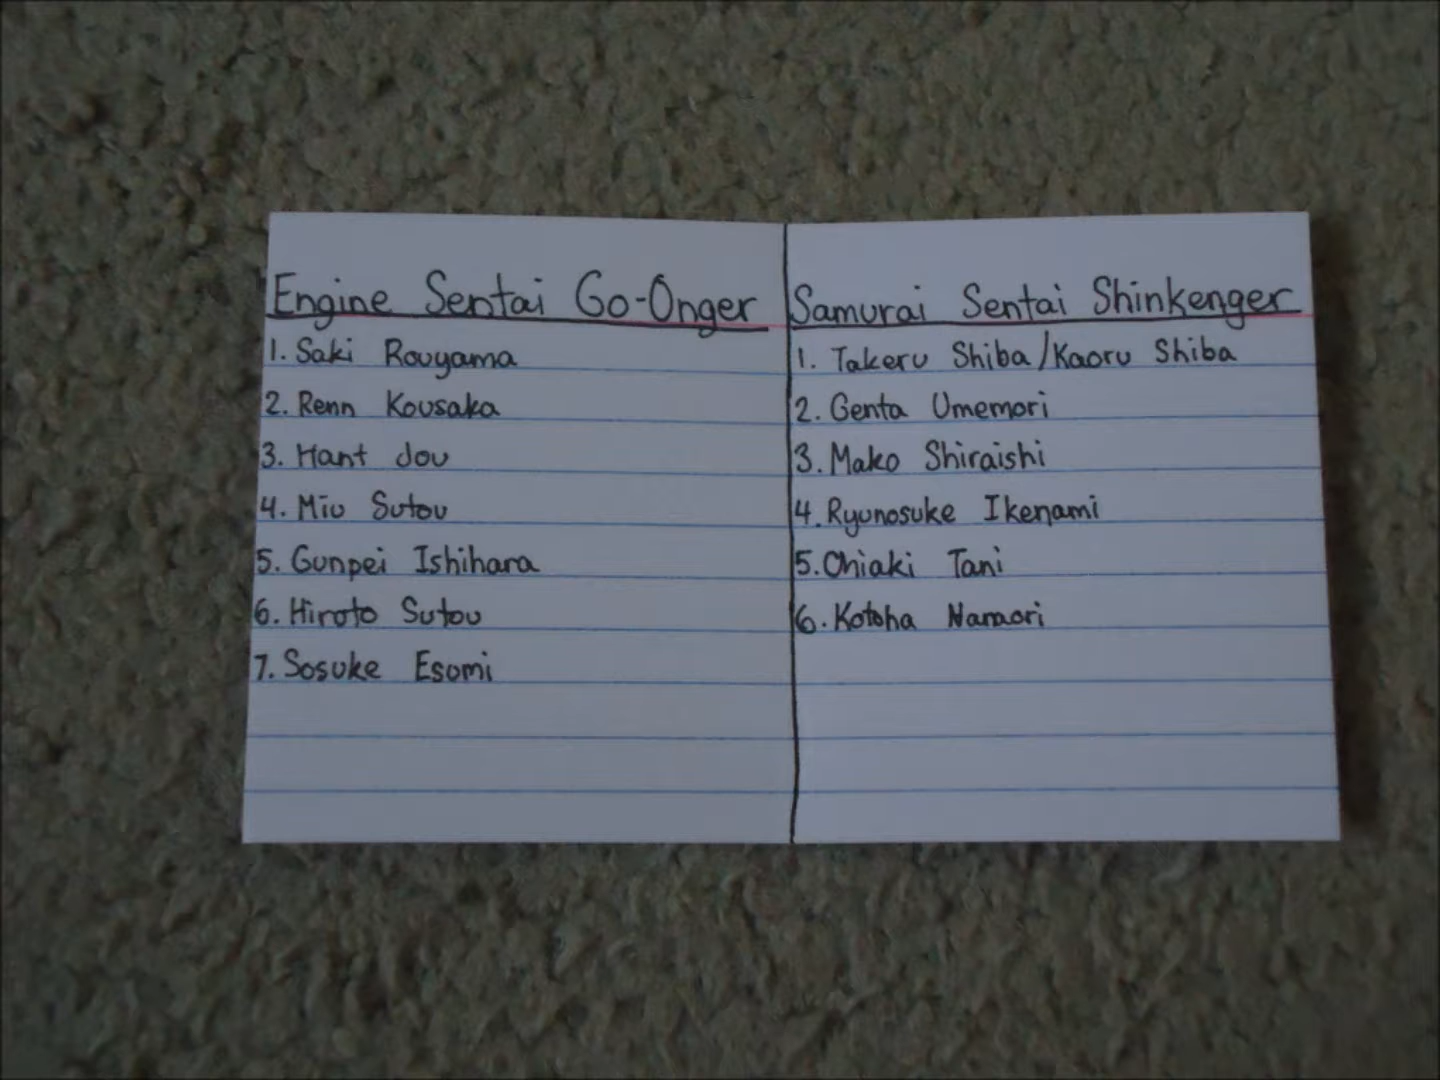 Engine Sentai Go-Onger
1. Saki Rouyama
2. Renn Kousaka
3. Hant Jou
4. Miu Sutou
5. Gunpei Ishihara
6. Hiroto Sutou
7. Sosuke Esomi
Samurai Sentai Shinkenger
1. Takeru Shiba/Kaoru Shiba
2. Genta Umemori
3. Mako Shiraishi
4. Ryunosuke Ikenami
5. Chiaki Tani
6. Kotoha Hanaori